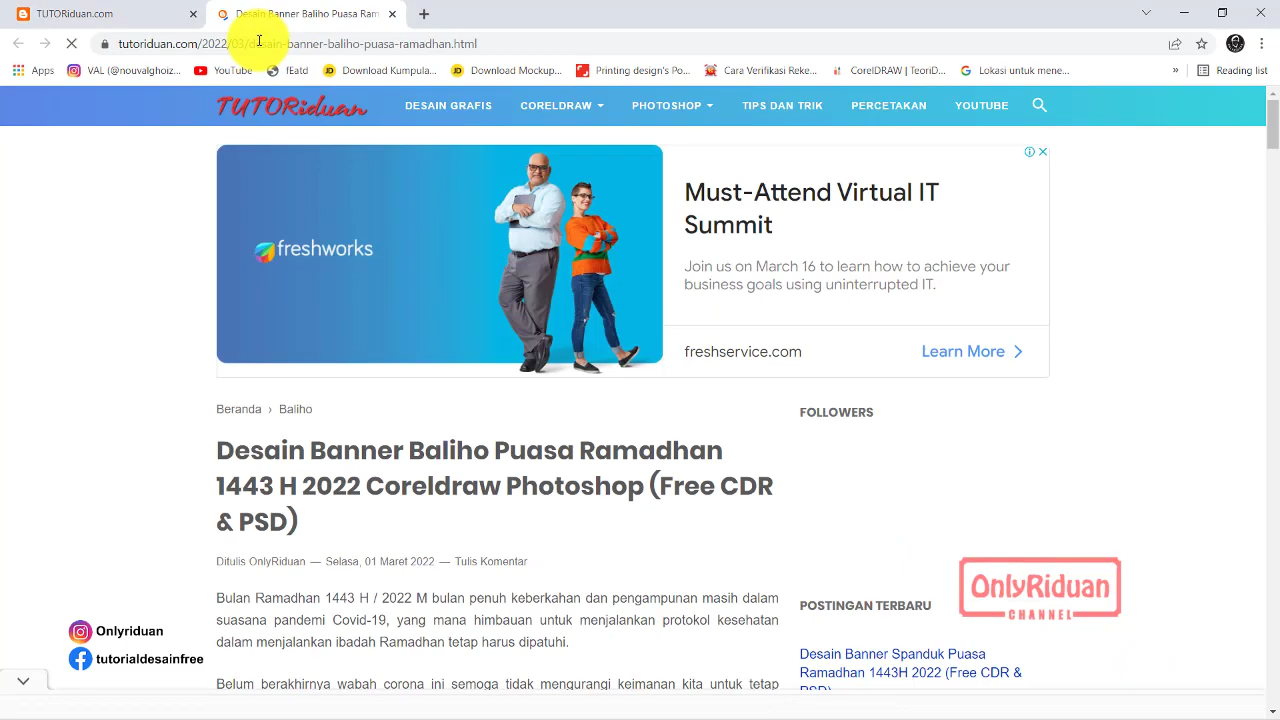 TUTORiduan.com
Desain Banner Baliho Puasa Ram
tutoriduan.com/2022/03/desain-banner-baliho-puasa-ramadhan.html
Apps
VAL (@nouvalghoiz...
YouTube
fEatd
Download Kumpula...
Download Mockup...
Printing design's Po...
Cara Verifikasi Reke...
CorelDRAW | TeoriD...
Lokasi untuk mene...
»
Reading list
TUTORiduan
DESAIN GRAFIS
CORELDRAW
PHOTOSHOP
TIPS DAN TRIK
PERCETAKAN
YOUTUBE
freshworks
Must-Attend Virtual IT
Summit
Join us on March 16 to learn how to achieve your
business goals using uninterrupted IT.
freshservice.com
Learn More
Beranda › Baliho
Desain Banner Baliho Puasa Ramadhan
1443 H 2022 Coreldraw Photoshop (Free CDR
& PSD)
Ditulis OnlyRiduan — Selasa, 01 Maret 2022 — Tulis Komentar
Bulan Ramadhan 1443 H / 2022 M bulan penuh keberkahan dan pengampunan masih dalam
suasana pandemi Covid-19, yang mana himbauan untuk menjalankan protokol kesehatan
dalam menjalankan ibadah Ramadhan tetap harus dipatuhi.
Belum berakhirnya wabah corona ini semoga tidak mengurangi keimanan kita untuk tetap
FOLLOWERS
OnlyRiduan
CHANNEL
POSTINGAN TERBARU
Desain Banner Spanduk Puasa
Ramadhan 1443H 2022 (Free CDR &
PSD)
Onlyriduan
tutorialdesainfree